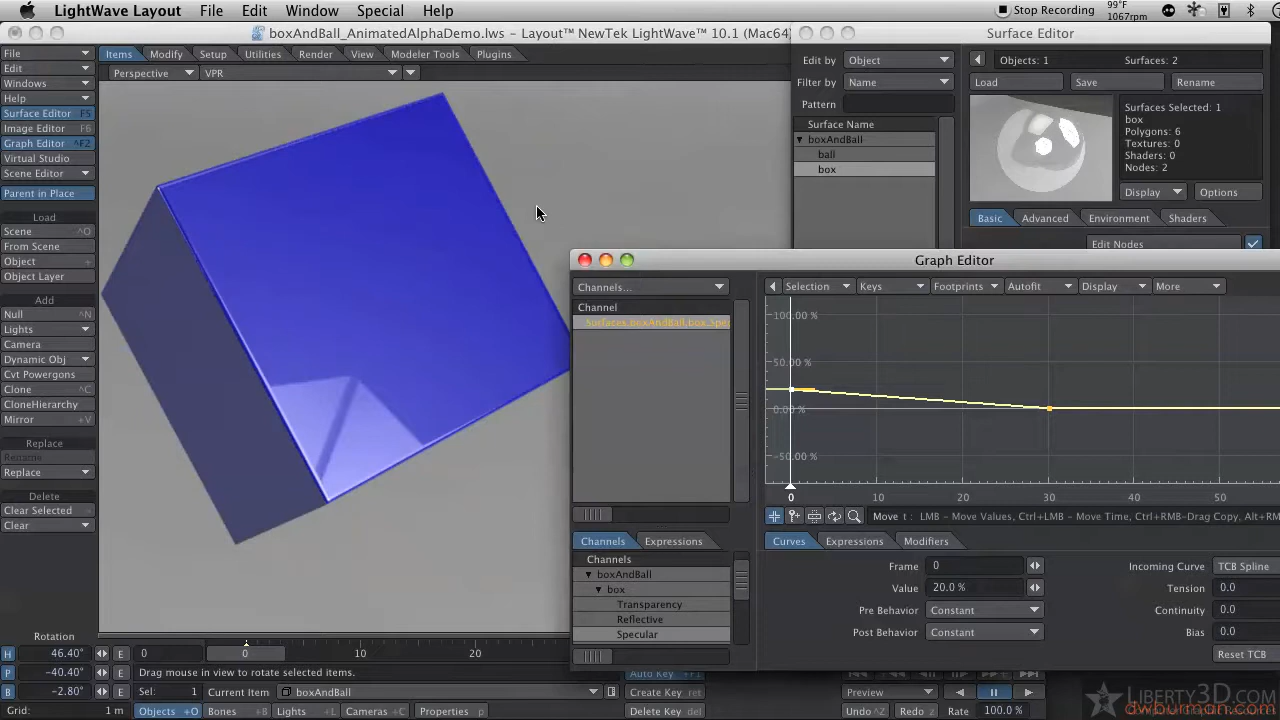 LightWave Layout File Edit Window Special Help Stop Recording 99°F 1067rpm
boxAndBall_AnimatedAlphaDemo.lws – Layout™ NewTek LightWave™ 10.1 (Mac64)
Surface Editor
File
Edit
Windows
Help
Surface Editor F5
Image Editor F6
Graph Editor ^F2
Virtual Studio
Scene Editor
Parent in Place
Load
Scene ^O
From Scene
Object +
Object Layer
Add
Null ^N
Lights
Camera
Dynamic Obj
Cvt Powergons
Clone ^C
CloneHierarchy
Mirror +V
Replace
Rename
Replace
Delete
Clear Selected -
Clear
Items Modify Setup Utilities Render View Modeler Tools Plugins
Perspective VPR
Edit by Object
Filter by Name
Pattern
Surface Name
boxAndBall
ball
box
Objects: 1 Surfaces: 2
Load Save Rename
Surfaces Selected: 1
box
Polygons: 6
Textures: 0
Shaders: 0
Nodes: 2
Display Options
Basic Advanced Environment Shaders
Edit Nodes
Graph Editor
Channels...
Channel
Surfaces.boxAndBall.box.Spe
Selection Keys Footprints Autofit Display More
100.00 %
50.00 %
0.00 %
-50.00 %
0 10 20 30 40 50
Move t : LMB - Move Values, Ctrl+LMB - Move Time, Ctrl+RMB-Drag Copy, Alt+RM
Channels Expressions
Channels
boxAndBall
box
Transparency
Reflective
Specular
Curves Expressions Modifiers
Frame 0 Incoming Curve TCB Spline
Value 20.0 % Tension 0.0
Pre Behavior Constant Continuity 0.0
Post Behavior Constant Bias 0.0
Reset TCB
Rotation
H 46.40° E 0 0 10 20
P -40.40° E Drag mouse in view to rotate selected items. Auto Key +F1
B -2.80° E Sel: 1 Current Item boxAndBall Create Key ret Preview
Grid: 1 m Objects +O Bones +B Lights +L Cameras +C Properties p Delete Key del Undo ^Z Redo z Rate 100.0 %
LIBERTY3D.COM
dwburman.com